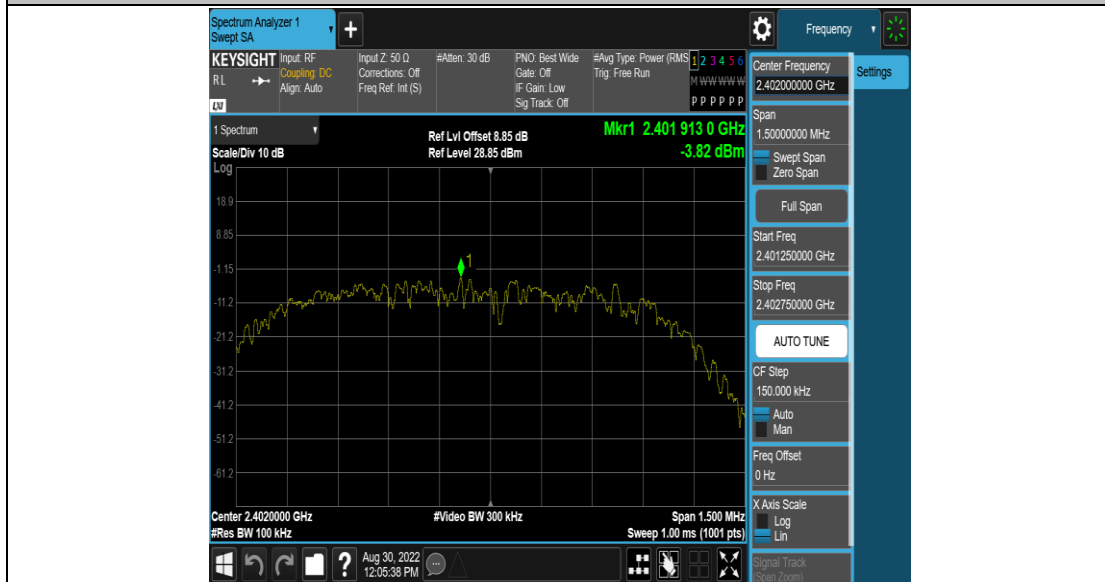 Spectrum Analyzer 1
Swept SA
Frequency
KEYSIGHT
RL
LXI
Input: RF
Coupling: DC
Align: Auto
Input Z: 50 Ω
Corrections: Off
Freq Ref: Int (S)
#Atten: 30 dB
PNO: Best Wide
Gate: Off
IF Gain: Low
Sig Track: Off
#Avg Type: Power (RMS
Trig: Free Run
1 2 3 4 5 6
M W W W W W
P P P P P P
Center Frequency
2.402000000 GHz
Settings
Span
1.50000000 MHz
Swept Span
Zero Span
Full Span
Start Freq
2.401250000 GHz
Stop Freq
2.402750000 GHz
AUTO TUNE
CF Step
150.000 kHz
Auto
Man
Freq Offset
0 Hz
X Axis Scale
Log
Lin
Signal Track
(Span Zoom)
1 Spectrum
Scale/Div 10 dB
Log
Ref Lvl Offset 8.85 dB
Ref Level 28.85 dBm
Mkr1 2.401 913 0 GHz
-3.82 dBm
18.9
8.85
-1.15
-11.2
-21.2
-31.2
-41.2
-51.2
-61.2
1
Center 2.4020000 GHz
#Res BW 100 kHz
#Video BW 300 kHz
Span 1.500 MHz
Sweep 1.00 ms (1001 pts)
Aug 30, 2022
12:05:38 PM